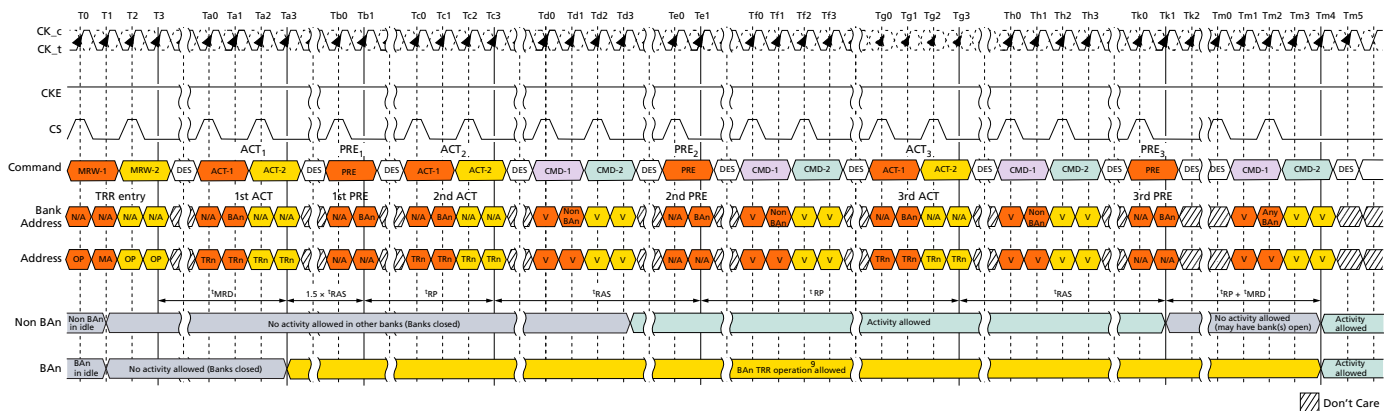 T0 T1 T2 T3 Ta0 Ta1 Ta2 Ta3 Tb0 Tb1 Tc0 Tc1 Tc2 Tc3 Td0 Td1 Td2 Td3 Te0 Te1 Tf0 Tf1 Tf2 Tf3 Tg0 Tg1 Tg2 Tg3 Th0 Th1 Th2 Th3 Tk0 Tk1 Tk2 Tm0 Tm1 Tm2 Tm3 Tm4 Tm5
CK_c
CK_t
CKE
CS
ACT1 PRE1 ACT2. PRE2 ACT3. PRE3
Command MRW-1 MRW-2 DES ACT-1 ACT-2 DES PRE DES ACT-1 ACT-2 DES CMD-1 CMD-2 DES PRE DES CMD-1 CMD-2 DES ACT-1 ACT-2 DES CMD-1 CMD-2 DES PRE DES DES CMD-1 CMD-2 DES
TRR entry 1st ACT 1st PRE 2nd ACT 2nd PRE 3rd ACT 3rd PRE
Bank Address N/A N/A N/A N/A N/A BAn N/A N/A N/A BAn N/A BAn N/A N/A V Non BAn V V N/A BAn V Non BAn V V N/A BAn N/A N/A V Non BAn V V N/A BAn V Any BAn V V
Address OP MA OP OP TRn TRn TRn TRn N/A N/A TRn TRn TRn TRn V V V V N/A N/A V V V V TRn TRn TRn TRn V V V V N/A N/A V V V V
tMRD 1.5 × tRAS tRP tRAS t RP tRAS tRP + tMRD
Non BAn
Non BAn in idle
No activity allowed in other banks (Banks closed)
Activity allowed
No activity allowed (may have bank(s) open)
Activity allowed
BAn
BAn in idle
No activity allowed (Banks closed)
9
BAn TRR operation allowed
Activity allowed
Don't Care